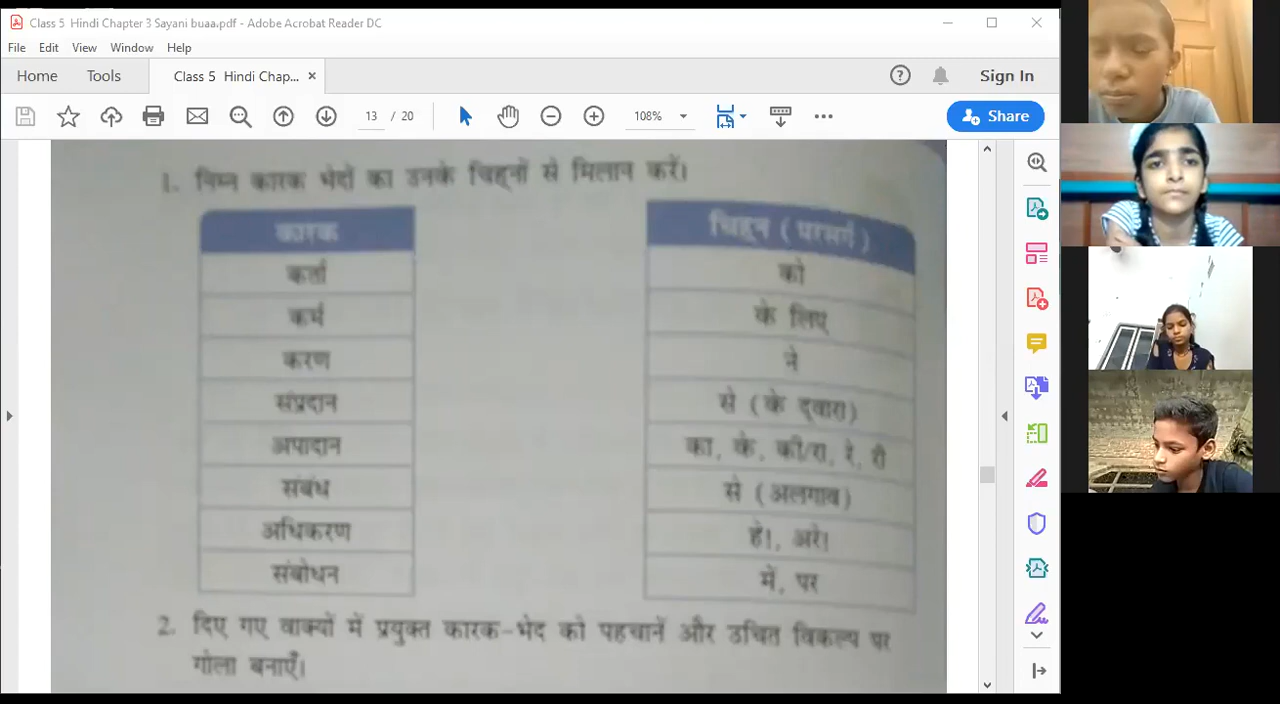 Class 5 Hindi Chapter 3 Sayani buaa.pdf - Adobe Acrobat Reader DC
File Edit View Window Help
Home Tools Class 5 Hindi Chap... × Sign In
13 / 20 108% Share
1. निम्न कारक भेदों का उनके चिह्नों से मिलान करें।
कारक चिह्न ( परसर्ग )
कर्ता को
कर्म के लिए
करण ने
संप्रदान से (के द्वारा)
अपादान का, के, की/रा, रे, री
संबंध से (अलगाव)
अधिकरण हे!, अरे!
संबोधन में, पर
2. दिए गए वाक्यों में प्रयुक्त कारक-भेद को पहचानें और उचित विकल्प पर
गोला बनाएँ।